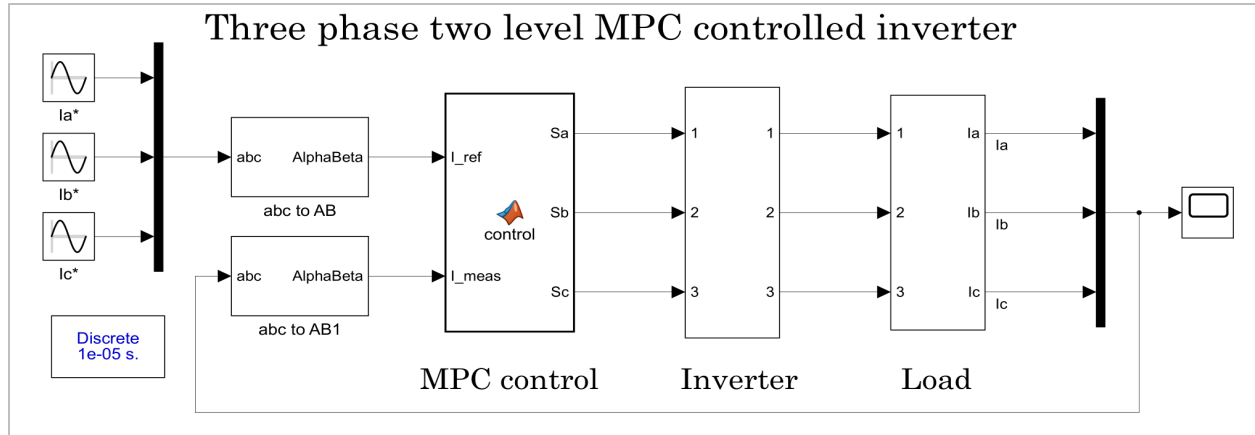 Three phase two level MPC controlled inverter
Ia*
Ib*
Ic*
Discrete
1e-05 s.
abc AlphaBeta
abc to AB
abc AlphaBeta
abc to AB1
I_ref
I_meas
control
Sa
Sb
Sc
MPC control
1 1
2 2
3 3
Inverter
1 Ia
2 Ib
3 Ic
Load
Ia
Ib
Ic